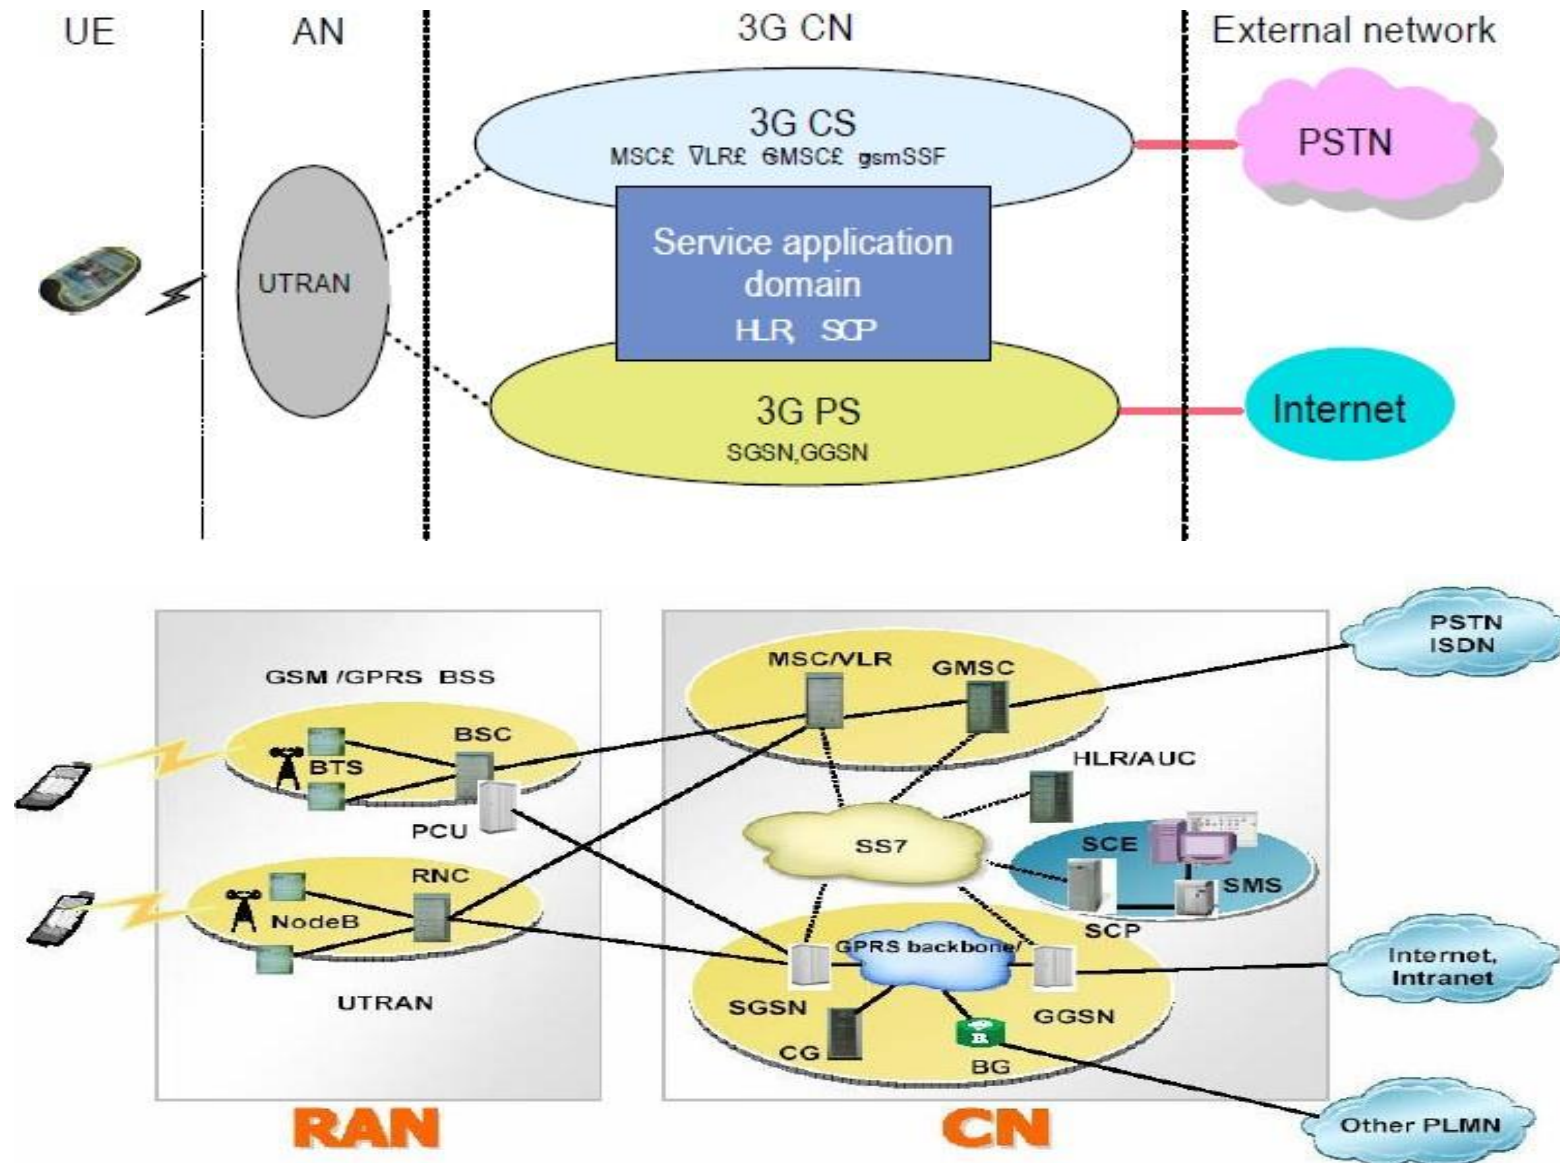 UE
AN
3G CN
External network
3G CS
MSC£ VLR£ GMSC£ gsmSSF
PSTN
Service application
domain
HLR, SCP
UTRAN
3G PS
SGSN,GGSN
Internet
PSTN
ISDN
MSC/VLR
GMSC
GSM /GPRS BSS
BSC
BTS
HLR/AUC
PCU
SS7
SCE
RNC
SMS
NodeB
SCP
GPRS backbone/
Internet,
Intranet
UTRAN
SGSN
GGSN
CG
R
BG
RAN
CN
Other PLMN